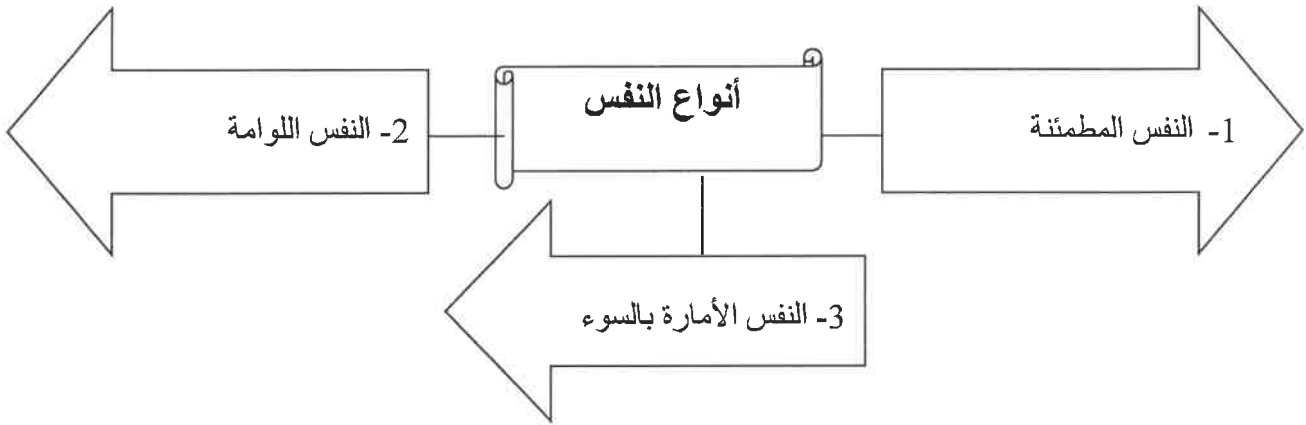 أنواع النفس
1- النفس المطمئنة
2- النفس اللوامة
3- النفس الأمارة بالسوء